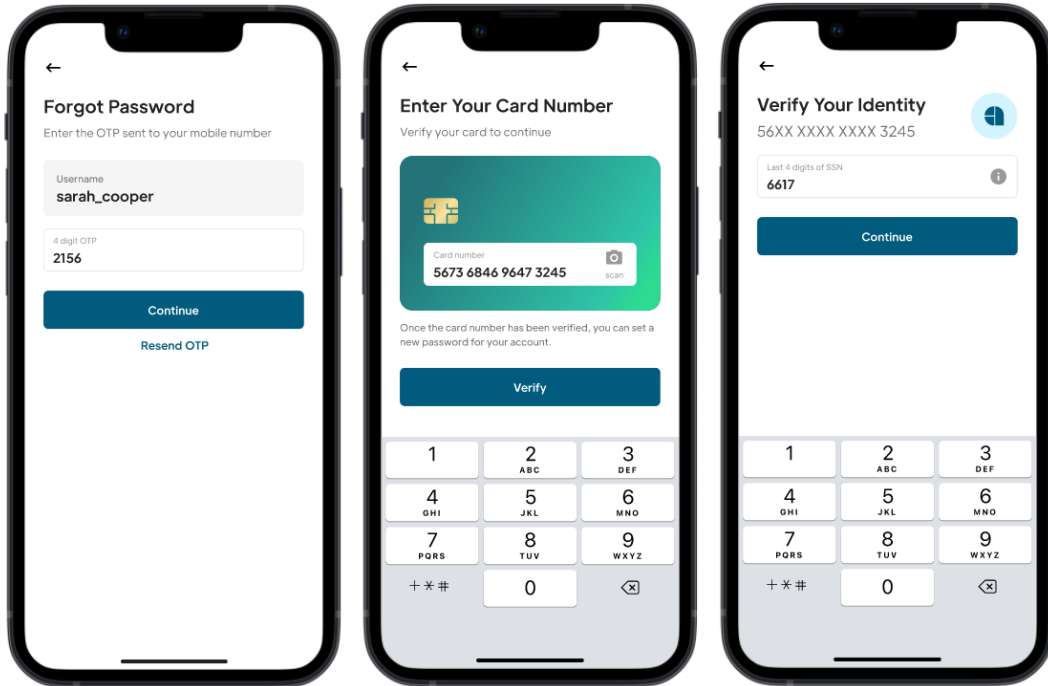 Forgot Password
Enter the OTP sent to your mobile number
Username
sarah_cooper
4 digit OTP
2156
Continue
Resend OTP
Enter Your Card Number
Verify your card to continue
Card number
5673 6846 9647 3245
scan
Once the card number has been verified, you can set a
new password for your account.
Verify
1
2
ABC
3
DEF
4
GHI
5
JKL
6
MNO
7
PQRS
8
TUV
9
WXYZ
+*#
0
Verify Your Identity
56XX XXXX XXXX 3245
Last 4 digits of SSN
6617
Continue
1
2
ABC
3
DEF
4
GHI
5
JKL
6
MNO
7
PQRS
8
TUV
9
WXYZ
+*#
0